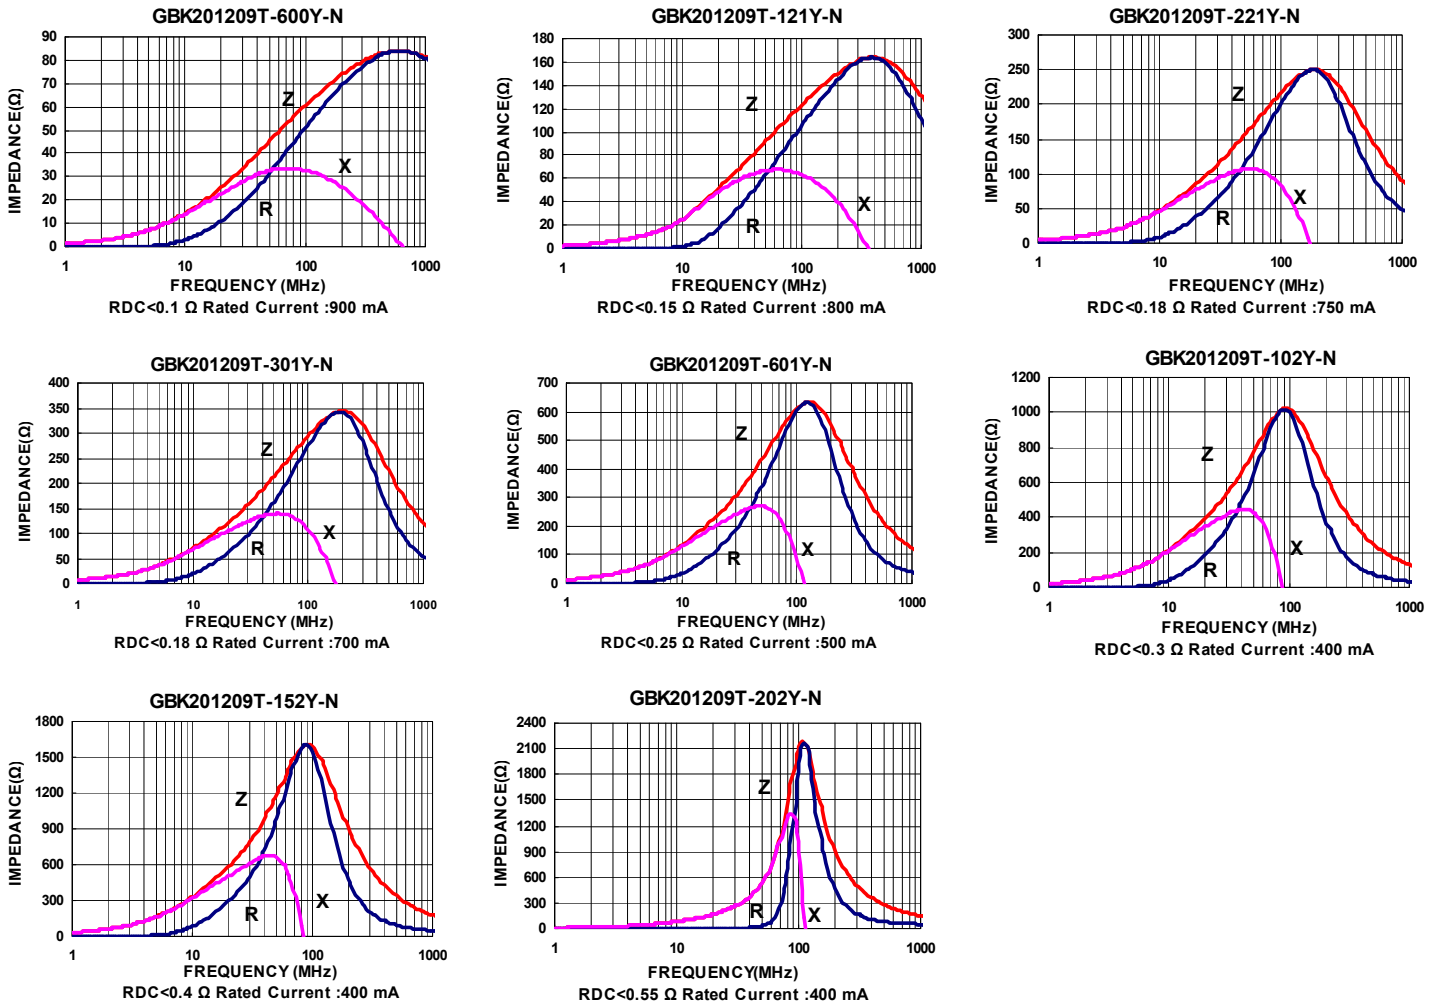 GBK201209T-600Y-N
IMPEDANCE(Ω)
90
80
70
60
50
40
30
20
10
0
Z
X
R
1
10
100
1000
FREQUENCY (MHz)
RDC<0.1 Ω Rated Current :900 mA
GBK201209T-121Y-N
IMPEDANCE(Ω)
180
160
140
120
100
80
60
40
20
0
Z
X
R
1
10
100
1000
FREQUENCY (MHz)
RDC<0.15 Ω Rated Current :800 mA
GBK201209T-221Y-N
IMPEDANCE(Ω)
300
250
200
150
100
50
0
Z
X
R
1
10
100
1000
FREQUENCY (MHz)
RDC<0.18 Ω Rated Current :750 mA
GBK201209T-301Y-N
IMPEDANCE(Ω)
400
350
300
250
200
150
100
50
0
Z
X
R
1
10
100
1000
FREQUENCY (MHz)
RDC<0.18 Ω Rated Current :700 mA
GBK201209T-601Y-N
IMPEDANCE(Ω)
700
600
500
400
300
200
100
0
Z
X
R
1
10
100
1000
FREQUENCY (MHz)
RDC<0.25 Ω Rated Current :500 mA
GBK201209T-102Y-N
IMPEDANCE(Ω)
1200
1000
800
600
400
200
0
Z
X
R
1
10
100
1000
FREQUENCY (MHz)
RDC<0.3 Ω Rated Current :400 mA
GBK201209T-152Y-N
IMPEDANCE(Ω)
1800
1500
1200
900
600
300
0
Z
X
R
1
10
100
1000
FREQUENCY (MHz)
RDC<0.4 Ω Rated Current :400 mA
GBK201209T-202Y-N
IMPEDANCE(Ω)
2400
2100
1800
1500
1200
900
600
300
0
Z
R
X
1
10
100
1000
FREQUENCY(MHz)
RDC<0.55 Ω Rated Current :400 mA